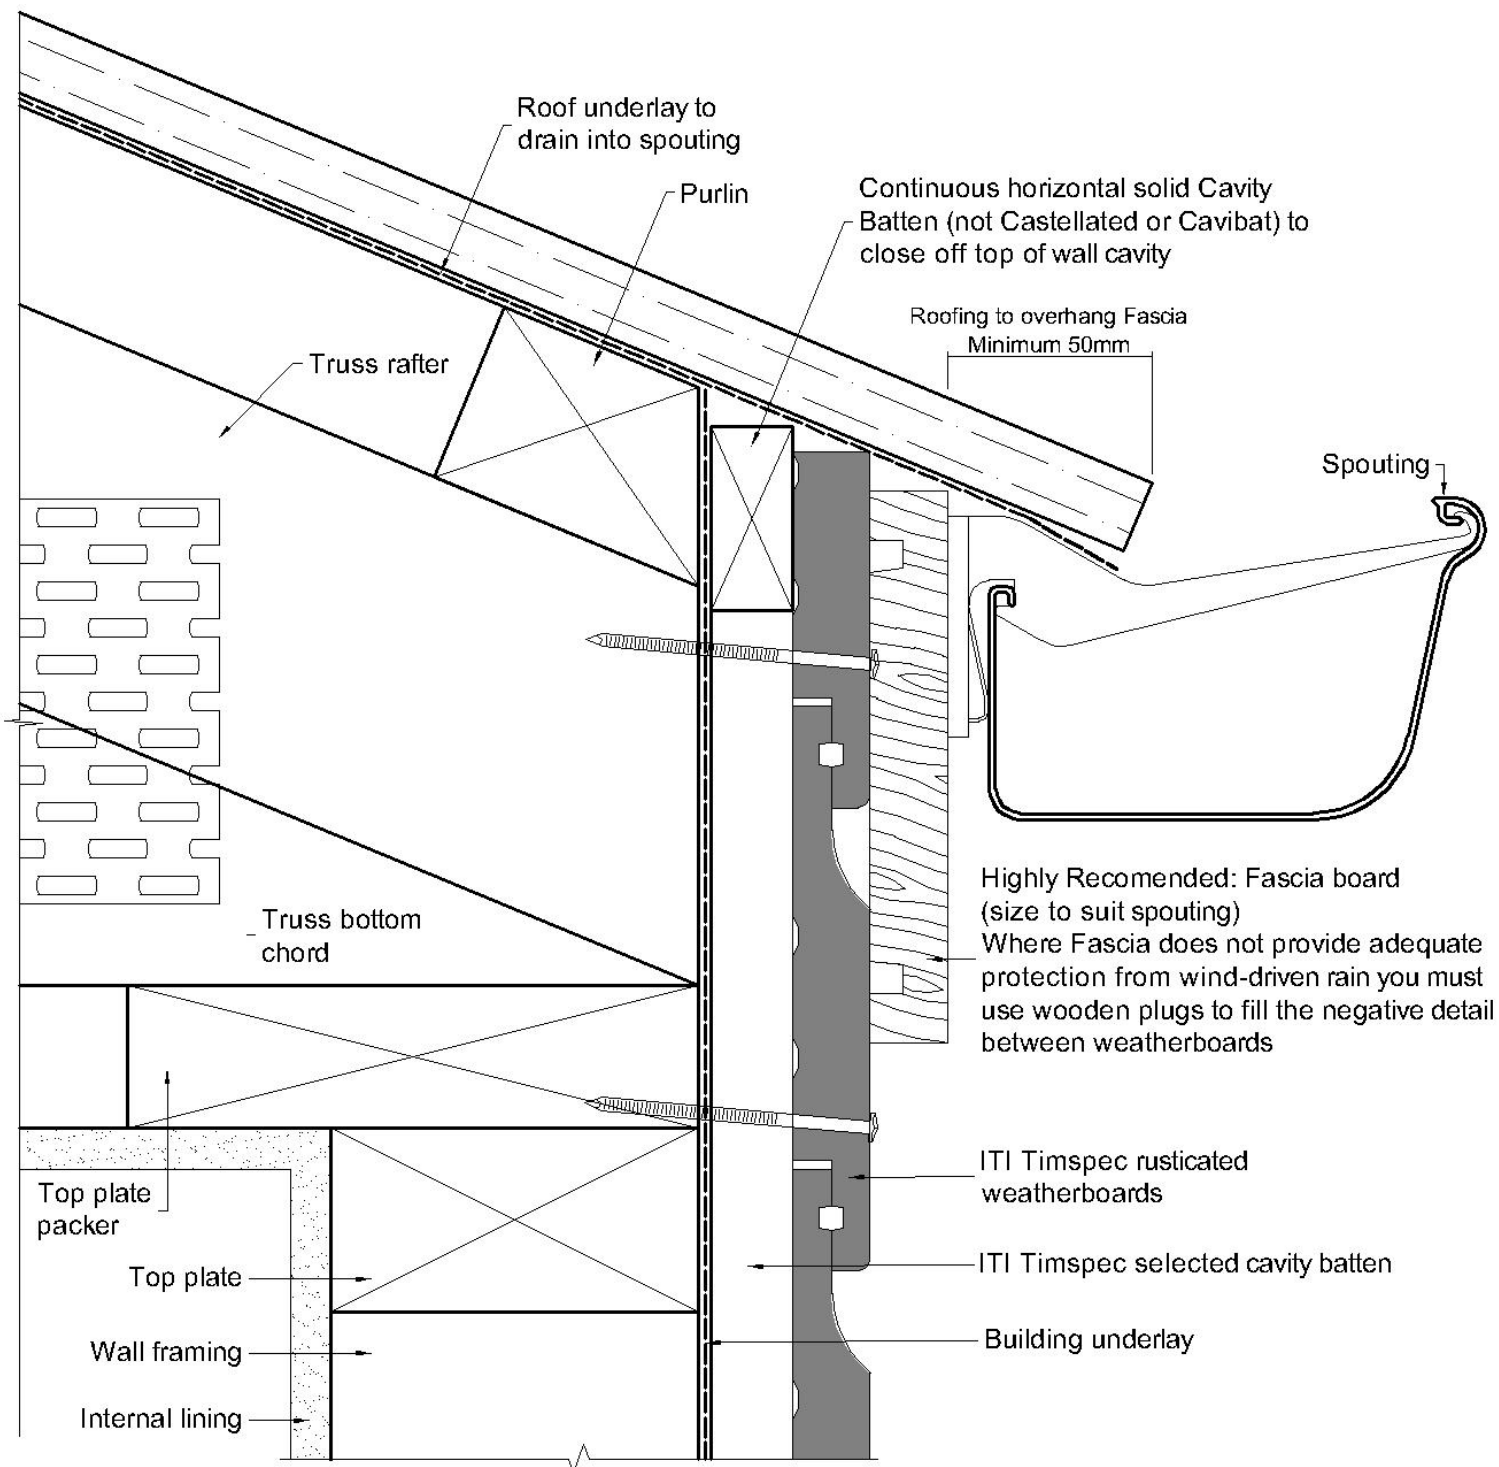 Roof underlay to
drain into spouting
Purlin
Continuous horizontal solid Cavity
Batten (not Castellated or Cavibat) to
close off top of wall cavity
Roofing to overhang Fascia
Minimum 50mm
Truss rafter
Spouting
Highly Recomended: Fascia board
(size to suit spouting)
Where Fascia does not provide adequate
protection from wind-driven rain you must
use wooden plugs to fill the negative detail
between weatherboards
Truss bottom
chord
ITI Timspec rusticated
weatherboards
Top plate
packer
ITI Timspec selected cavity batten
Top plate
Building underlay
Wall framing
Internal lining